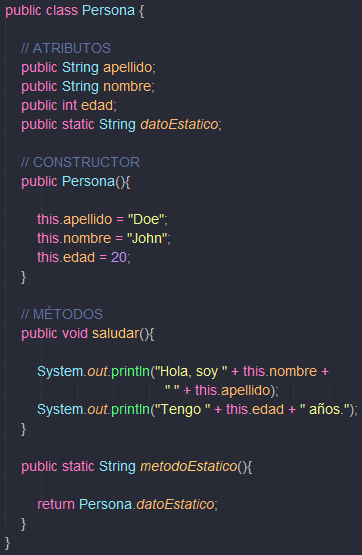 public class Persona {
// ATRIBUTOS
public String apellido;
public String nombre;
public int edad;
public static String datoEstatico;
// CONSTRUCTOR
public Persona(){
this.apellido = "Doe";
this.nombre = "John";
this.edad = 20;
}
// MÉTODOS
public void saludar(){
System.out.println("Hola, soy " + this.nombre +
" " + this.apellido);
System.out.println("Tengo " + this.edad + " años.");
}
public static String metodoEstatico(){
return Persona.datoEstatico;
}
}